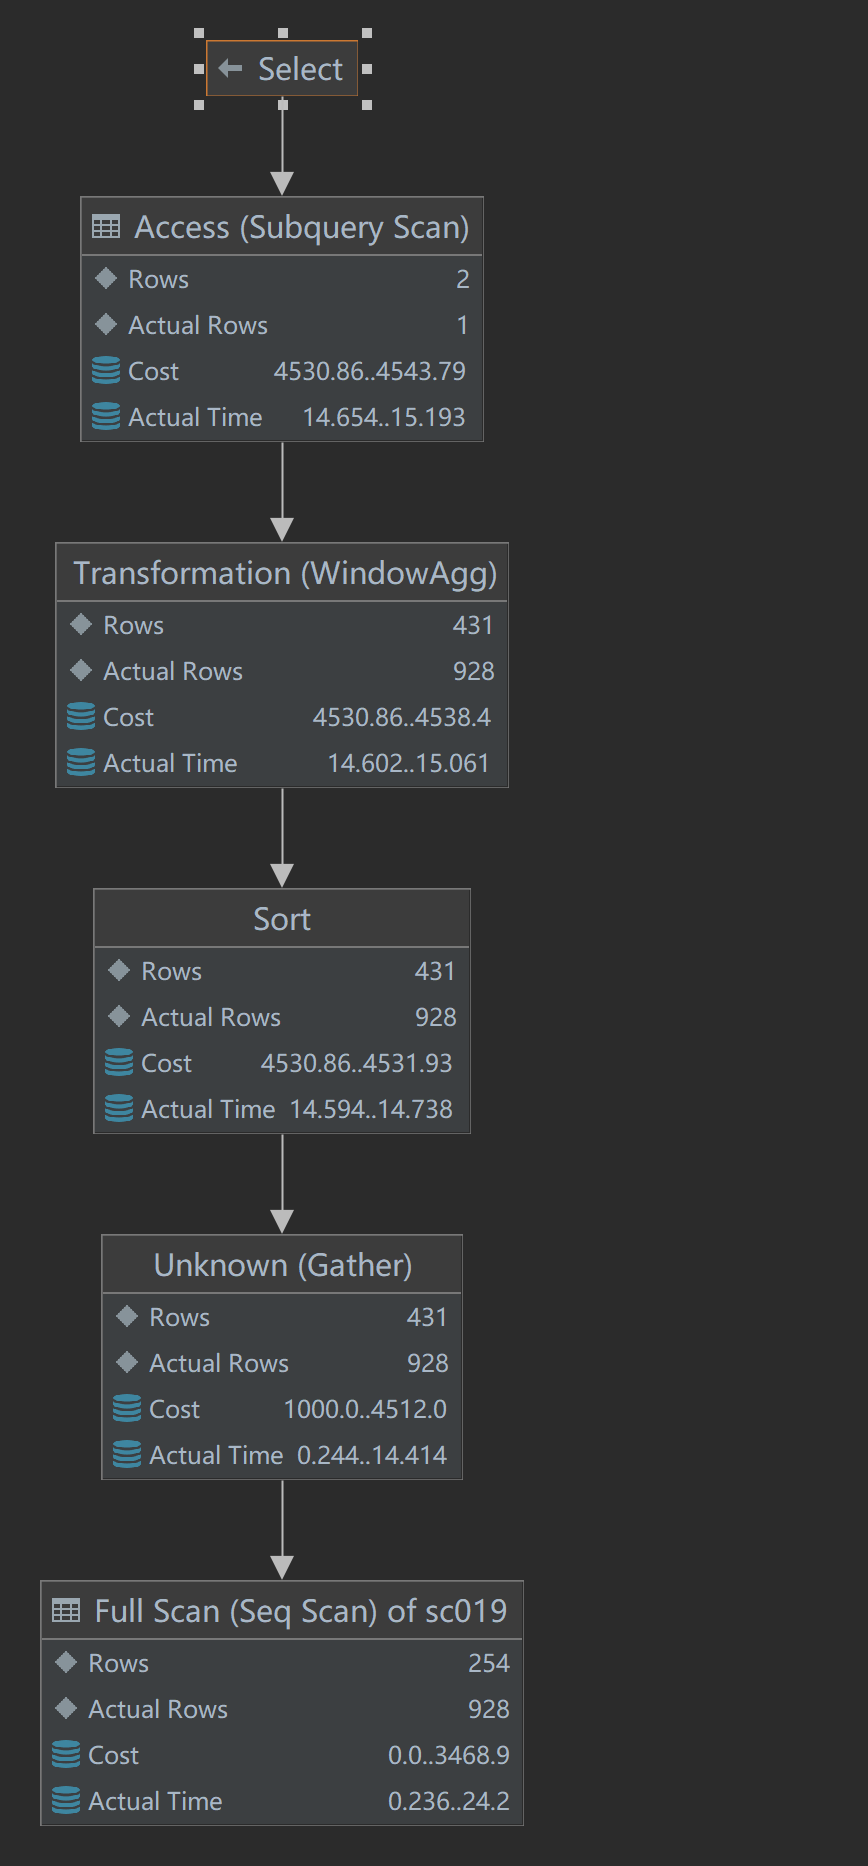 Select
Access (Subquery Scan)
Rows 2
Actual Rows 1
Cost 4530.86..4543.79
Actual Time 14.654..15.193
Transformation (WindowAgg)
Rows 431
Actual Rows 928
Cost 4530.86..4538.4
Actual Time 14.602..15.061
Sort
Rows 431
Actual Rows 928
Cost 4530.86..4531.93
Actual Time 14.594..14.738
Unknown (Gather)
Rows 431
Actual Rows 928
Cost 1000.0..4512.0
Actual Time 0.244..14.414
Full Scan (Seq Scan) of sc019
Rows 254
Actual Rows 928
Cost 0.0..3468.9
Actual Time 0.236..24.2